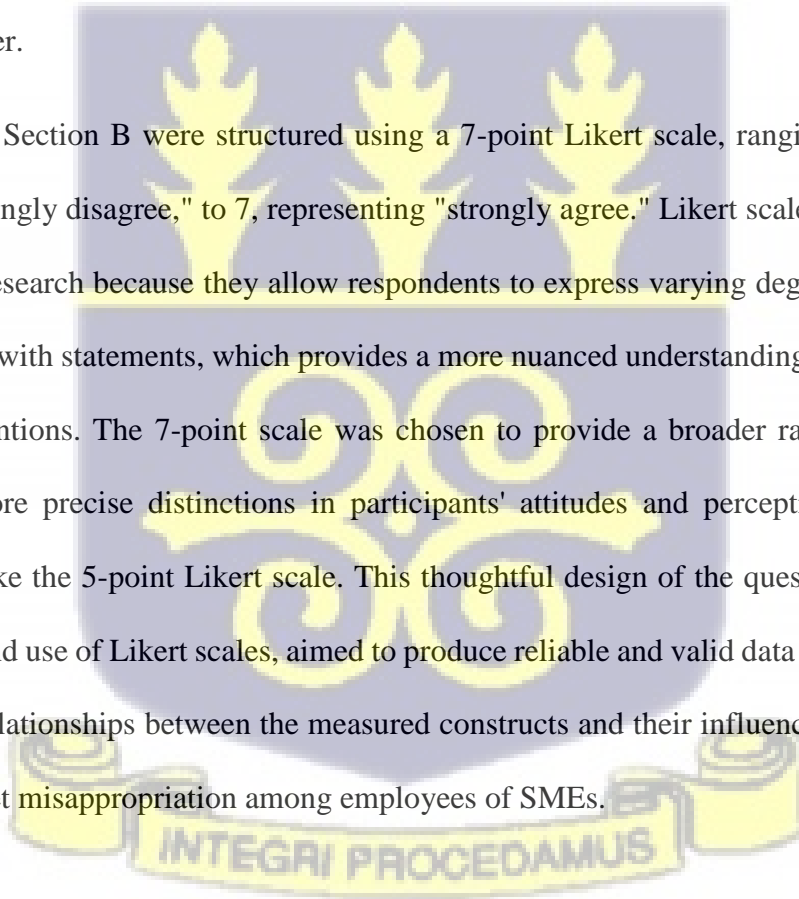 er.
Section B were structured using a 7-point Likert scale, rangi
ngly disagree," to 7, representing "strongly agree." Likert scale
esearch because they allow respondents to express varying deg
with statements, which provides a more nuanced understanding
ntions. The 7-point scale was chosen to provide a broader ra
ore precise distinctions in participants' attitudes and percepti
ke the 5-point Likert scale. This thoughtful design of the ques
d use of Likert scales, aimed to produce reliable and valid data
elationships between the measured constructs and their influenc
t misappropriation among employees of SMEs.
INTEGRI PROCEDAMUS